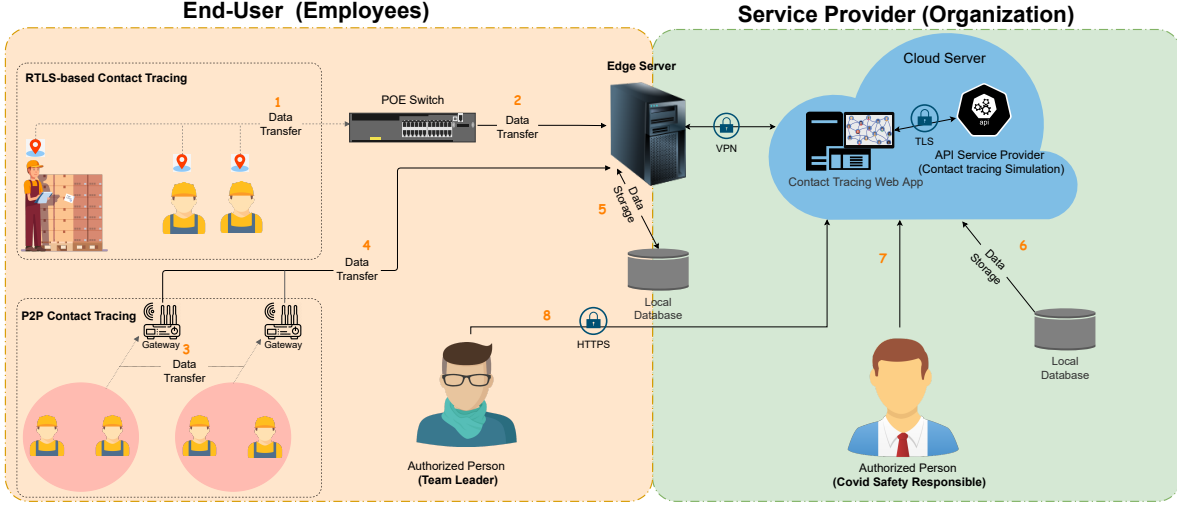 End-User (Employees)
Service Provider (Organization)
RTLS-based Contact Tracing
1
Data
Transfer
POE Switch
2
Data
Transfer
Edge Server
VPN
Cloud Server
api
TLS
API Service Provider
(Contact tracing Simulation)
Contact Tracing Web App
5
Data
Storage
4
Data
Transfer
6
Data
Storage
7
Local
Database
P2P Contact Tracing
Gateway
Gateway
3
Data
Transfer
8
HTTPS
Local
Database
Authorized Person
(Team Leader)
Authorized Person
(Covid Safety Responsible)